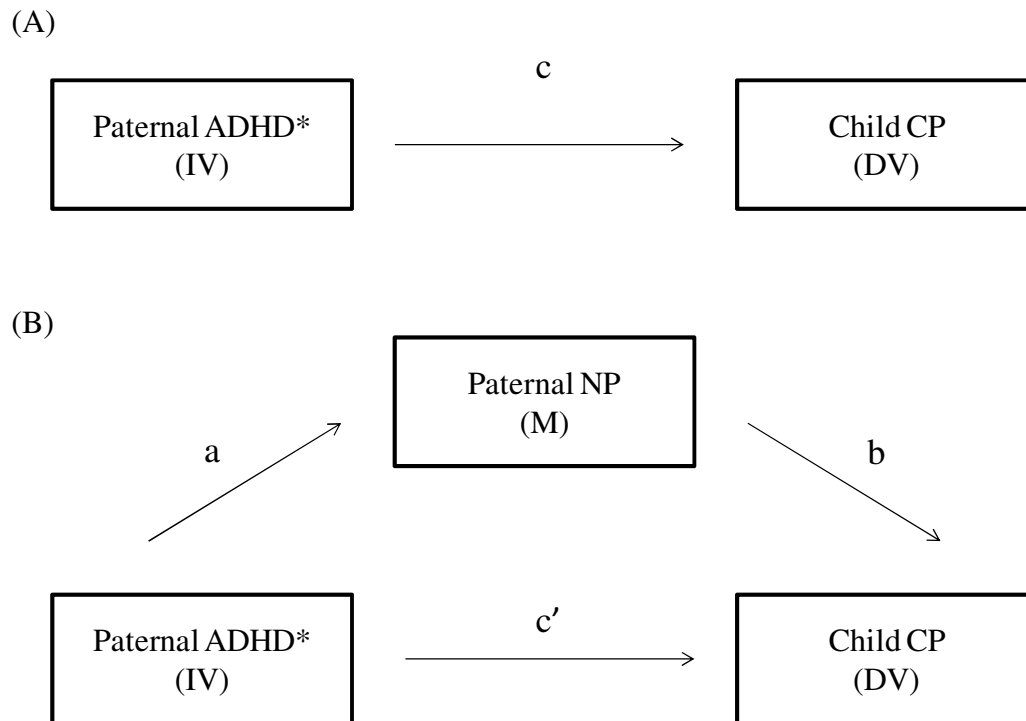 (A)
c
Paternal ADHD*
(IV)
Child CP
(DV)
(B)
Paternal NP
(M)
a
b
Paternal ADHD*
(IV)
c’
Child CP
(DV)